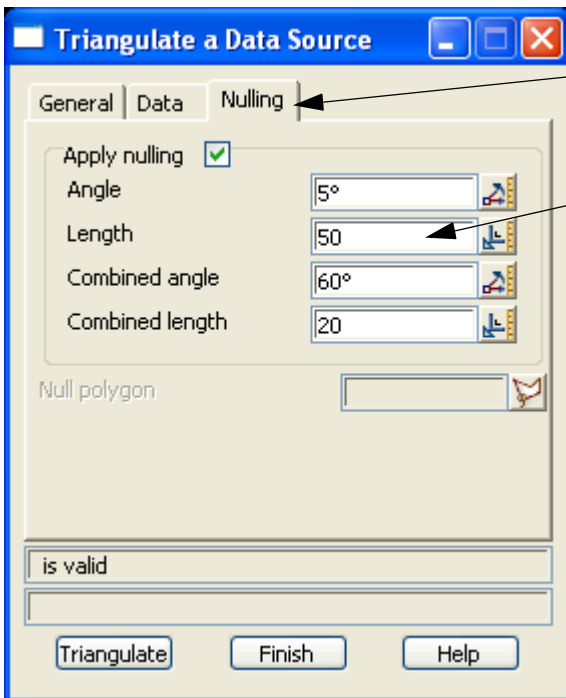 Triangulate a Data Source
General Data Nulling
Apply nulling
Angle 5°
Length 50
Combined angle 60°
Combined length 20
Null polygon
is valid
Triangulate Finish Help